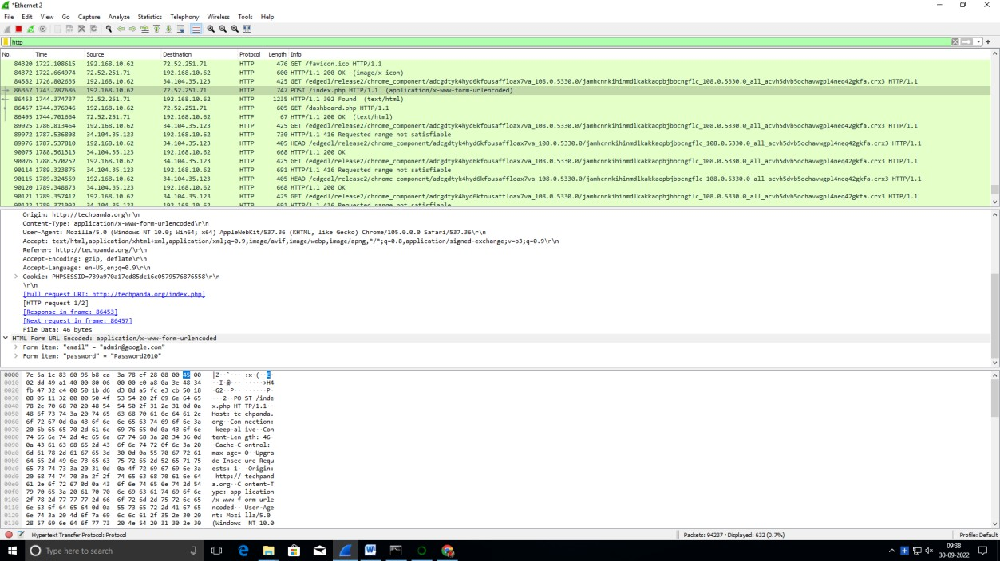 *Ethernet 2
File Edit View Go Capture Analyze Statistics Telephony Wireless Tools Help
http
No. Time Source Destination Protocol Length Info
84320 1722.108615 192.168.10.62 72.52.251.71 HTTP 476 GET /favicon.ico HTTP/1.1
84372 1722.664974 72.52.251.71 192.168.10.62 HTTP 600 HTTP/1.1 200 OK (image/x-icon)
84582 1726.802635 192.168.10.62 34.104.35.123 HTTP 425 GET /edgedl/release2/chrome_component/adcgdtyk4hyd6kfousaffloax7va_108.0.5330.0/jamhcnnkihinmdlkakkaopbjbbcngflc_108.0.5330.0_all_acvh5dvb5ochavwgpl4neq42gkfa.crx3 HTTP/1.1
86367 1743.787686 192.168.10.62 72.52.251.71 HTTP 747 POST /index.php HTTP/1.1 (application/x-www-form-urlencoded)
86453 1744.374737 72.52.251.71 192.168.10.62 HTTP 1235 HTTP/1.1 302 Found (text/html)
86457 1744.376946 192.168.10.62 72.52.251.71 HTTP 605 GET /dashboard.php HTTP/1.1
86495 1744.701664 72.52.251.71 192.168.10.62 HTTP 67 HTTP/1.1 200 OK (text/html)
89925 1786.813464 192.168.10.62 34.104.35.123 HTTP 425 GET /edgedl/release2/chrome_component/adcgdtyk4hyd6kfousaffloax7va_108.0.5330.0/jamhcnnkihinmdlkakkaopbjbbcngflc_108.0.5330.0_all_acvh5dvb5ochavwgpl4neq42gkfa.crx3 HTTP/1.1
89972 1787.536808 34.104.35.123 192.168.10.62 HTTP 730 HTTP/1.1 416 Requested range not satisfiable
89976 1787.537810 192.168.10.62 34.104.35.123 HTTP 405 HEAD /edgedl/release2/chrome_component/adcgdtyk4hyd6kfousaffloax7va_108.0.5330.0/jamhcnnkihinmdlkakkaopbjbbcngflc_108.0.5330.0_all_acvh5dvb5ochavwgpl4neq42gkfa.crx3 HTTP/1.1
90075 1788.561313 34.104.35.123 192.168.10.62 HTTP 668 HTTP/1.1 200 OK
90076 1788.570252 192.168.10.62 34.104.35.123 HTTP 425 GET /edgedl/release2/chrome_component/adcgdtyk4hyd6kfousaffloax7va_108.0.5330.0/jamhcnnkihinmdlkakkaopbjbbcngflc_108.0.5330.0_all_acvh5dvb5ochavwgpl4neq42gkfa.crx3 HTTP/1.1
90114 1789.323875 34.104.35.123 192.168.10.62 HTTP 691 HTTP/1.1 416 Requested range not satisfiable
90115 1789.324559 192.168.10.62 34.104.35.123 HTTP 405 HEAD /edgedl/release2/chrome_component/adcgdtyk4hyd6kfousaffloax7va_108.0.5330.0/jamhcnnkihinmdlkakkaopbjbbcngflc_108.0.5330.0_all_acvh5dvb5ochavwgpl4neq42gkfa.crx3 HTTP/1.1
90120 1789.348873 34.104.35.123 192.168.10.62 HTTP 668 HTTP/1.1 200 OK
90121 1789.357412 192.168.10.62 34.104.35.123 HTTP 425 GET /edgedl/release2/chrome_component/adcgdtyk4hyd6kfousaffloax7va_108.0.5330.0/jamhcnnkihinmdlkakkaopbjbbcngflc_108.0.5330.0_all_acvh5dvb5ochavwgpl4neq42gkfa.crx3 HTTP/1.1
90122 1789.371092 34.104.35.123 192.168.10.62 HTTP 691 HTTP/1.1 416 Requested range not satisfiable
Origin: http://techpanda.org\r\n
Content-Type: application/x-www-form-urlencoded\r\n
User-Agent: Mozilla/5.0 (Windows NT 10.0; Win64; x64) AppleWebKit/537.36 (KHTML, like Gecko) Chrome/105.0.0.0 Safari/537.36\r\n
Accept: text/html,application/xhtml+xml,application/xml;q=0.9,image/avif,image/webp,image/apng,*/*;q=0.8,application/signed-exchange;v=b3;q=0.9\r\n
Referer: http://techpanda.org/\r\n
Accept-Encoding: gzip, deflate\r\n
Accept-Language: en-US,en;q=0.9\r\n
Cookie: PHPSESSID=739a970a17cd85dc16c0579576876558\r\n
\r\n
[Full request URI: http://techpanda.org/index.php]
[HTTP request 1/2]
[Response in frame: 86453]
[Next request in frame: 86457]
File Data: 46 bytes
HTML Form URL Encoded: application/x-www-form-urlencoded
Form item: "email" = "admin@google.com"
Form item: "password" = "Password2010"
0000 7c 5a 1c 83 60 95 b8 ca 3a 78 ef 28 08 00 45 00 |Z··`··· :x·(··E·
0010 02 dd 49 a1 40 00 80 06 00 00 c0 a8 0a 3e 48 34 ··I·@··· ·····>H4
0020 fb 47 32 c4 00 50 1b d6 d3 8d a5 fc e3 cb 50 18 ·G2··P·· ······P·
0030 08 05 11 32 00 00 50 4f 53 54 20 2f 69 6e 64 65 ···2··PO ST /inde
0040 78 2e 70 68 70 20 48 54 54 50 2f 31 2e 31 0d 0a x.php HT TP/1.1··
0050 48 6f 73 74 3a 20 74 65 63 68 70 61 6e 64 61 2e Host: te chpanda.
0060 6f 72 67 0d 0a 43 6f 6e 6e 65 63 74 69 6f 6e 3a org··Con nection:
0070 20 6b 65 65 70 2d 61 6c 69 76 65 0d 0a 43 6f 6e keep-al ive··Con
0080 74 65 6e 74 2d 4c 65 6e 67 74 68 3a 20 34 36 0d tent-Len gth: 46·
0090 0a 43 61 63 68 65 2d 43 6f 6e 74 72 6f 6c 3a 20 ·Cache-C ontrol:
00a0 6d 61 78 2d 61 67 65 3d 30 0d 0a 55 70 67 72 61 max-age= 0··Upgra
00b0 64 65 2d 49 6e 73 65 63 75 72 65 2d 52 65 71 75 de-Insec ure-Requ
00c0 65 73 74 73 3a 20 31 0d 0a 4f 72 69 67 69 6e 3a ests: 1· ·Origin:
00d0 20 68 74 74 70 3a 2f 2f 74 65 63 68 70 61 6e 64 http:// techpand
00e0 61 2e 6f 72 67 0d 0a 43 6f 6e 74 65 6e 74 2d 54 a.org··C ontent-T
00f0 79 70 65 3a 20 61 70 70 6c 69 63 61 74 69 6f 6e ype: app lication
0100 2f 78 2d 77 77 77 2d 66 6f 72 6d 2d 75 72 6c 65 /x-www-f orm-urle
0110 6e 63 6f 64 65 64 0d 0a 55 73 65 72 2d 41 67 65 ncoded·· User-Age
0120 6e 74 3a 20 4d 6f 7a 69 6c 6c 61 2f 35 2e 30 20 nt: Mozi lla/5.0
0130 28 57 69 6e 64 6f 77 73 20 4e 54 20 31 30 2e 30 (Windows NT 10.0
Hypertext Transfer Protocol: Protocol
Packets: 94237 · Displayed: 632 (0.7%)
Profile: Default
Type here to search
09:38
30-09-2022